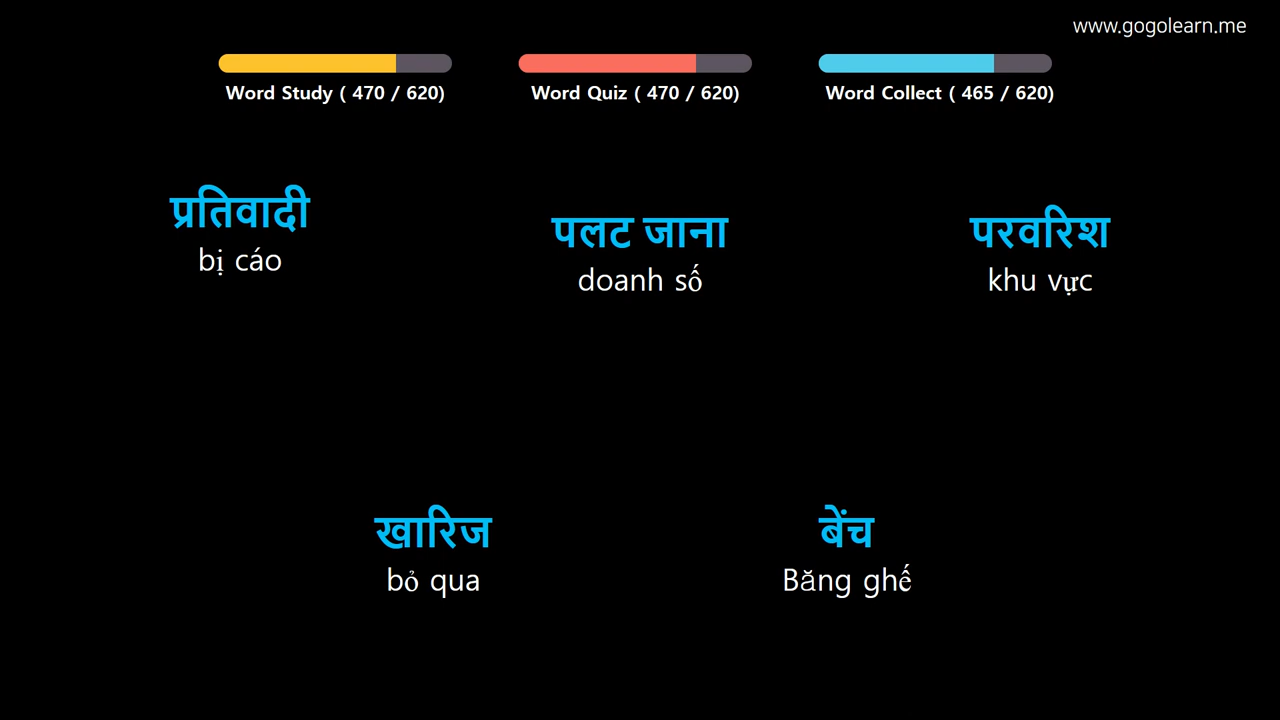 www.gogolearn.me
Word Study ( 470 / 620)
Word Quiz ( 470 / 620)
Word Collect ( 465 / 620)
प्रतिवादी
bị cáo
पलट जाना
doanh số
परवरिश
khu vực
खारिज
bỏ qua
बेंच
Băng ghế